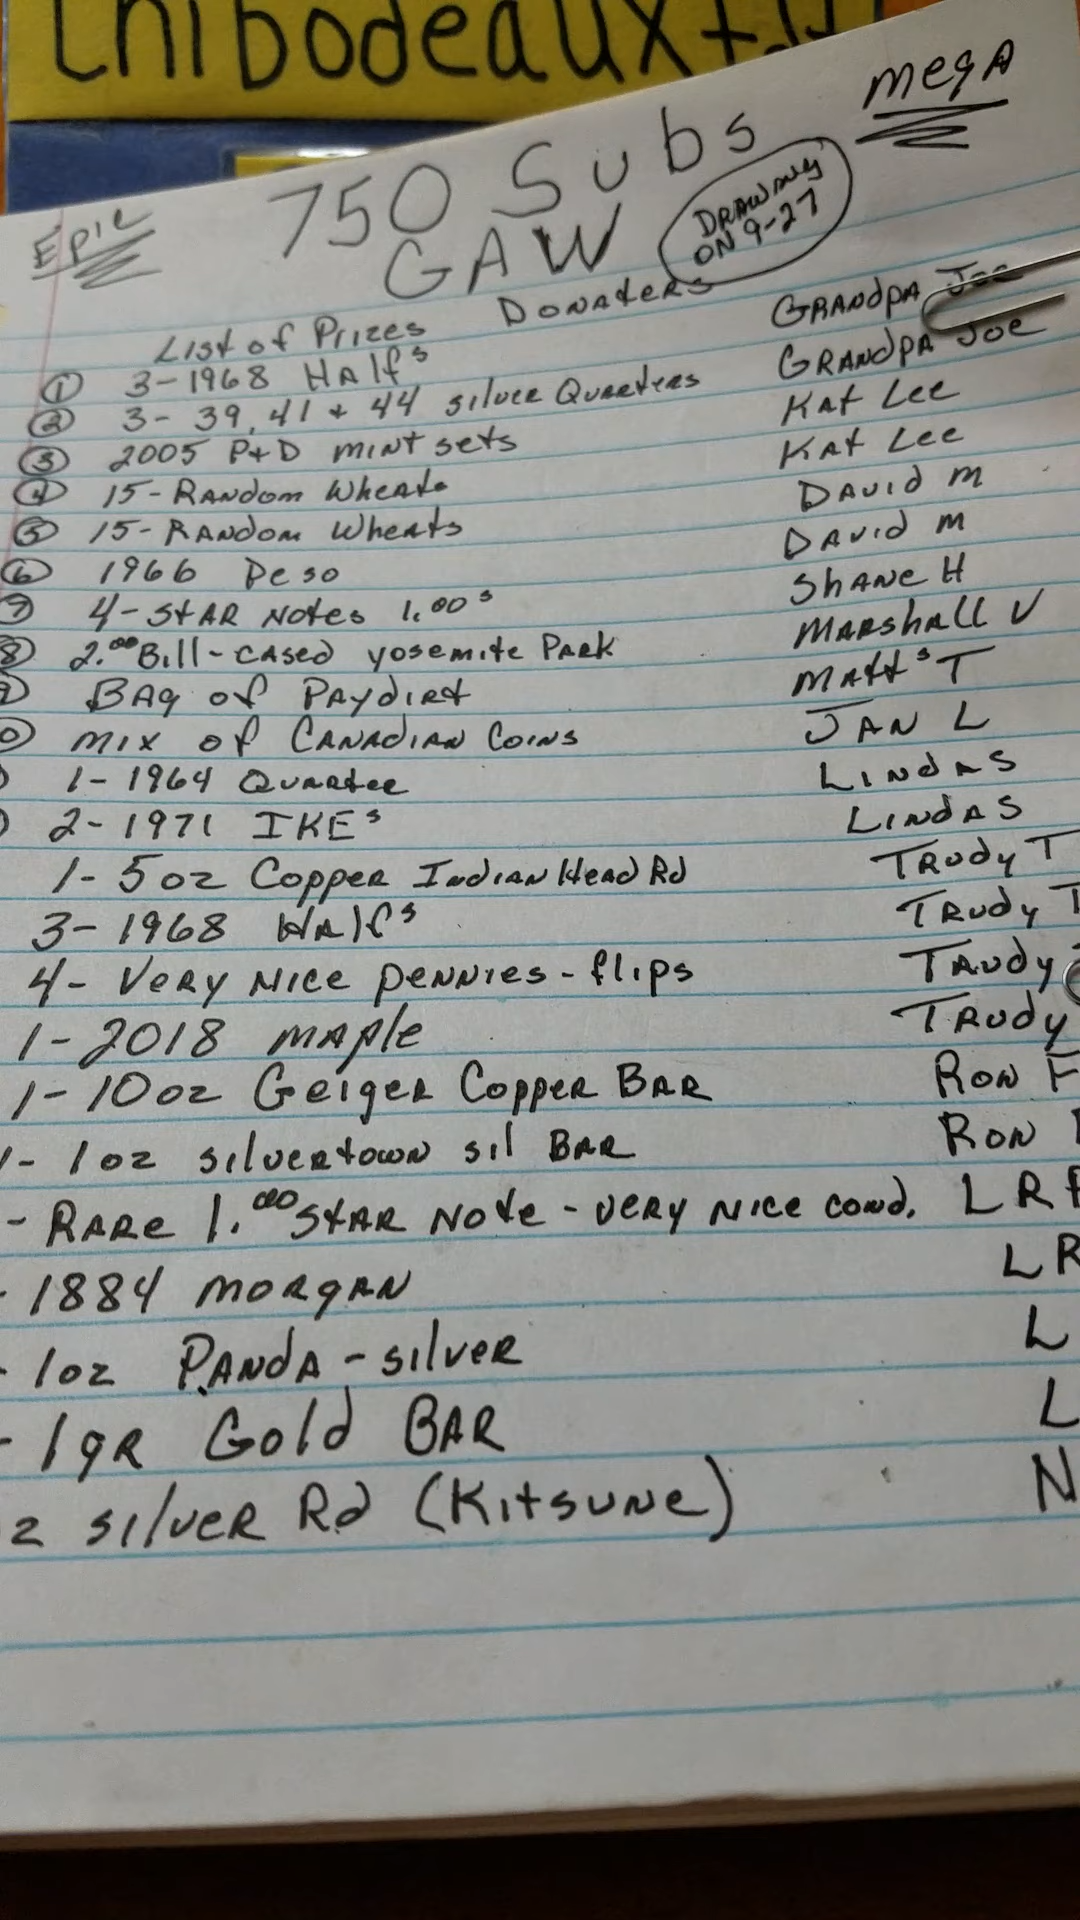 Thibodeaux
mega
Epic
750 Subs
GAW
DRAWING
ON 9-27
List of Prizes Donaters
① 3-1968 Halfs Grandpa Joe
② 3- 39, 41 + 44 silver Quarters Grandpa Joe
③ 2005 P+D mint sets Kat Lee
④ 15-Random Wheats Kat Lee
⑤ 15-Random Wheats David M
⑥ 1966 Peso David M
⑦ 4-Star Notes 1.00s Shane H
⑧ 2.00 Bill-cased yosemite Park Marshall V
Bag of Paydirt Matt's T
mix of Canadian Coins Jan L
1-1964 Quarter Linda S
2-1971 IKEs Linda S
1-5oz Copper Indian Head Rd Trudy T
3-1968 Halfs Trudy T
4- Very Nice pennies-flips Trudy
1-2018 maple Trudy
1-10oz Geiger Copper Bar Ron F
1- 1oz silvertown sil Bar Ron
- Rare 1.00 Star Note - very nice cond. LR
- 1884 morgan LR
- 1oz Panda-silver L
- 1gr Gold Bar L
z silver Rd (Kitsune) N